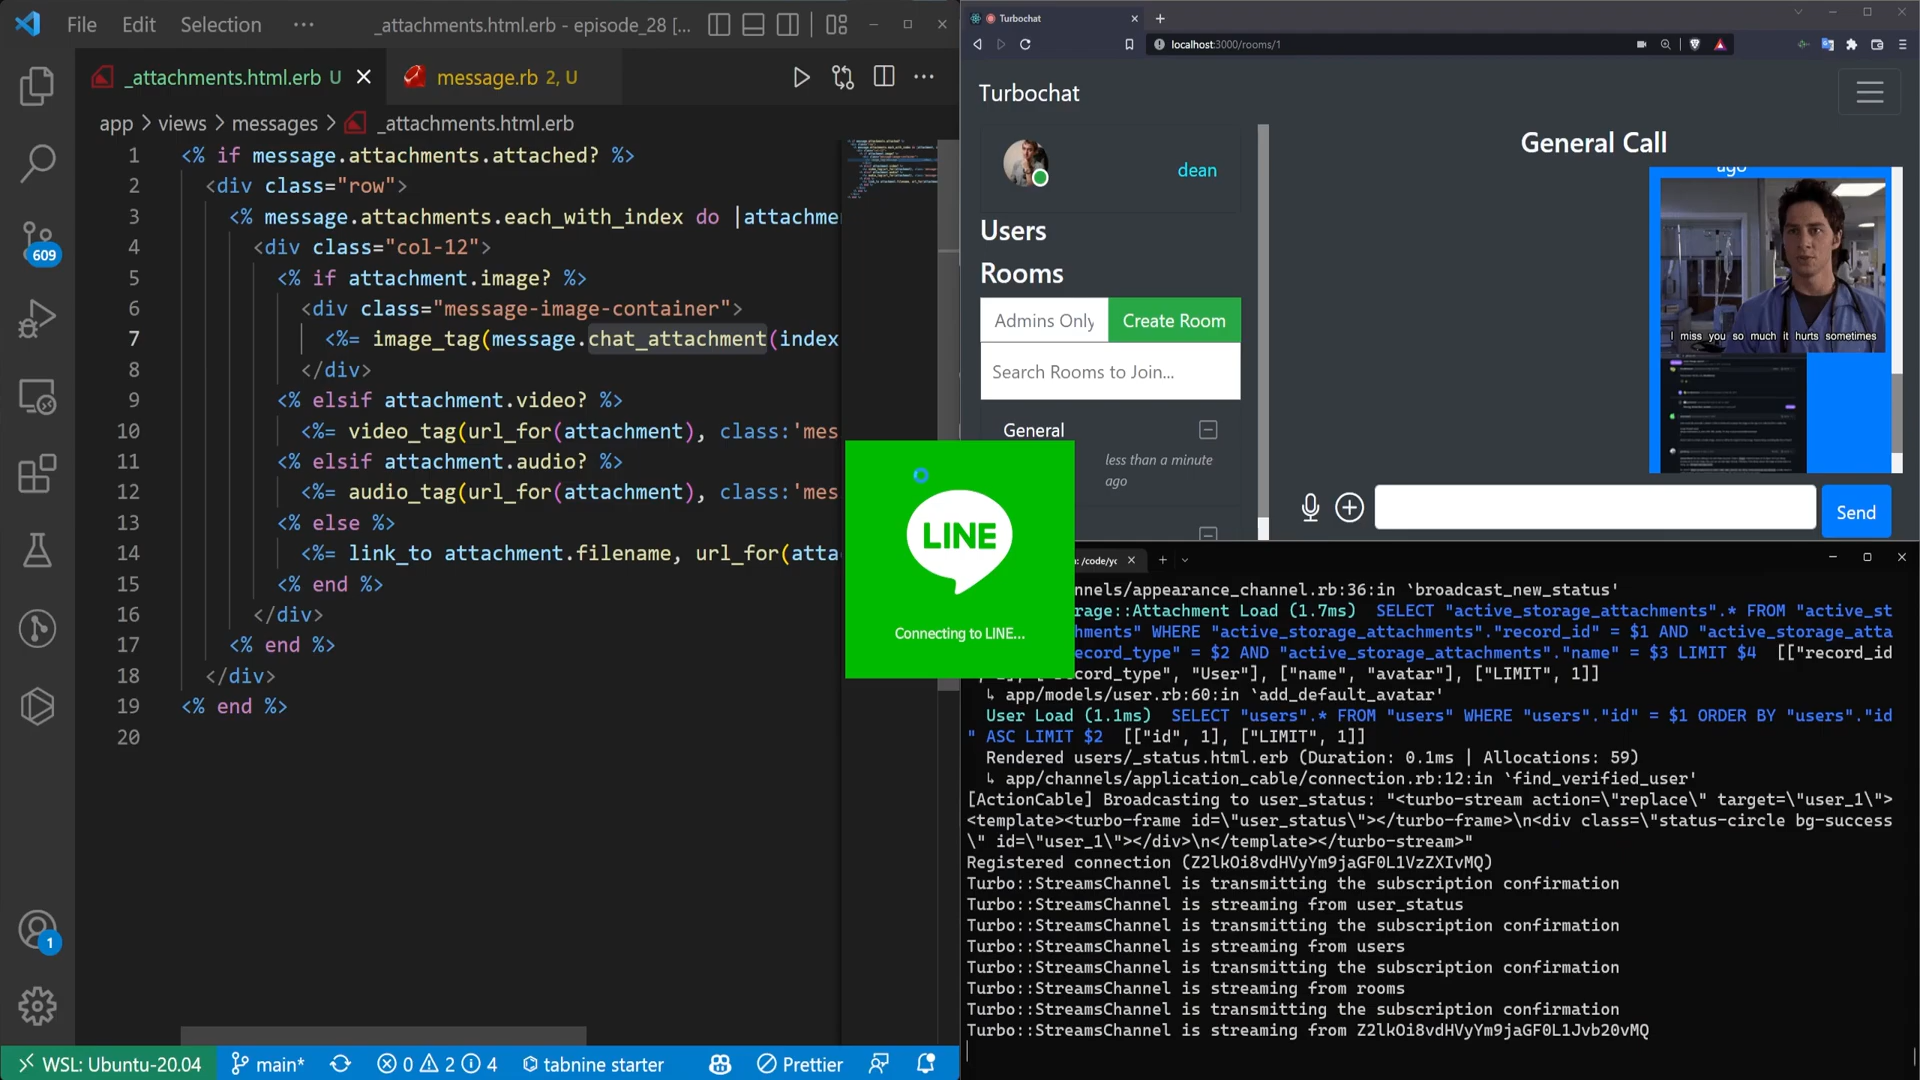 File Edit Selection ··· _attachments.html.erb - episode_28 [...
_attachments.html.erb U
message.rb 2, U
app > views > messages > _attachments.html.erb
1 <% if message.attachments.attached? %>
2 <div class="row">
3 <% message.attachments.each_with_index do |attachme
4 <div class="col-12">
5 <% if attachment.image? %>
6 <div class="message-image-container">
7 <%= image_tag(message.chat_attachment(index
8 </div>
9 <% elsif attachment.video? %>
10 <%= video_tag(url_for(attachment), class:'mes
11 <% elsif attachment.audio? %>
12 <%= audio_tag(url_for(attachment), class:'mes
13 <% else %>
14 <%= link_to attachment.filename, url_for(atta
15 <% end %>
16 </div>
17 <% end %>
18 </div>
19 <% end %>
20
609
1
WSL: Ubuntu-20.04 main* 0 2 4 tabnine starter Prettier
Turbochat
localhost:3000/rooms/1
Turbochat
dean
Users
Rooms
Admins Only Create Room
Search Rooms to Join...
General
less than a minute
ago
General Call
ago
I miss you so much it hurts sometimes
Send
LINE
Connecting to LINE...
: /code/yc
nnels/appearance_channel.rb:36:in `broadcast_new_status'
rage::Attachment Load (1.7ms) SELECT "active_storage_attachments".* FROM "active_st
hments" WHERE "active_storage_attachments"."record_id" = $1 AND "active_storage_atta
ecord_type" = $2 AND "active_storage_attachments"."name" = $3 LIMIT $4 [["record_id
ecord_type", "User"], ["name", "avatar"], ["LIMIT", 1]]
↳ app/models/user.rb:60:in `add_default_avatar'
User Load (1.1ms) SELECT "users".* FROM "users" WHERE "users"."id" = $1 ORDER BY "users"."id
" ASC LIMIT $2 [["id", 1], ["LIMIT", 1]]
Rendered users/_status.html.erb (Duration: 0.1ms | Allocations: 59)
↳ app/channels/application_cable/connection.rb:12:in `find_verified_user'
[ActionCable] Broadcasting to user_status: "<turbo-stream action=\"replace\" target=\"user_1\">
<template><turbo-frame id=\"user_status\"></turbo-frame>\n<div class=\"status-circle bg-success
\" id=\"user_1\"></div>\n</template></turbo-stream>"
Registered connection (Z2lkOi8vdHVyYm9jaGF0L1VzZXIvMQ)
Turbo::StreamsChannel is transmitting the subscription confirmation
Turbo::StreamsChannel is streaming from user_status
Turbo::StreamsChannel is transmitting the subscription confirmation
Turbo::StreamsChannel is streaming from users
Turbo::StreamsChannel is transmitting the subscription confirmation
Turbo::StreamsChannel is streaming from rooms
Turbo::StreamsChannel is transmitting the subscription confirmation
Turbo::StreamsChannel is streaming from Z2lkOi8vdHVyYm9jaGF0L1Jvb20vMQ